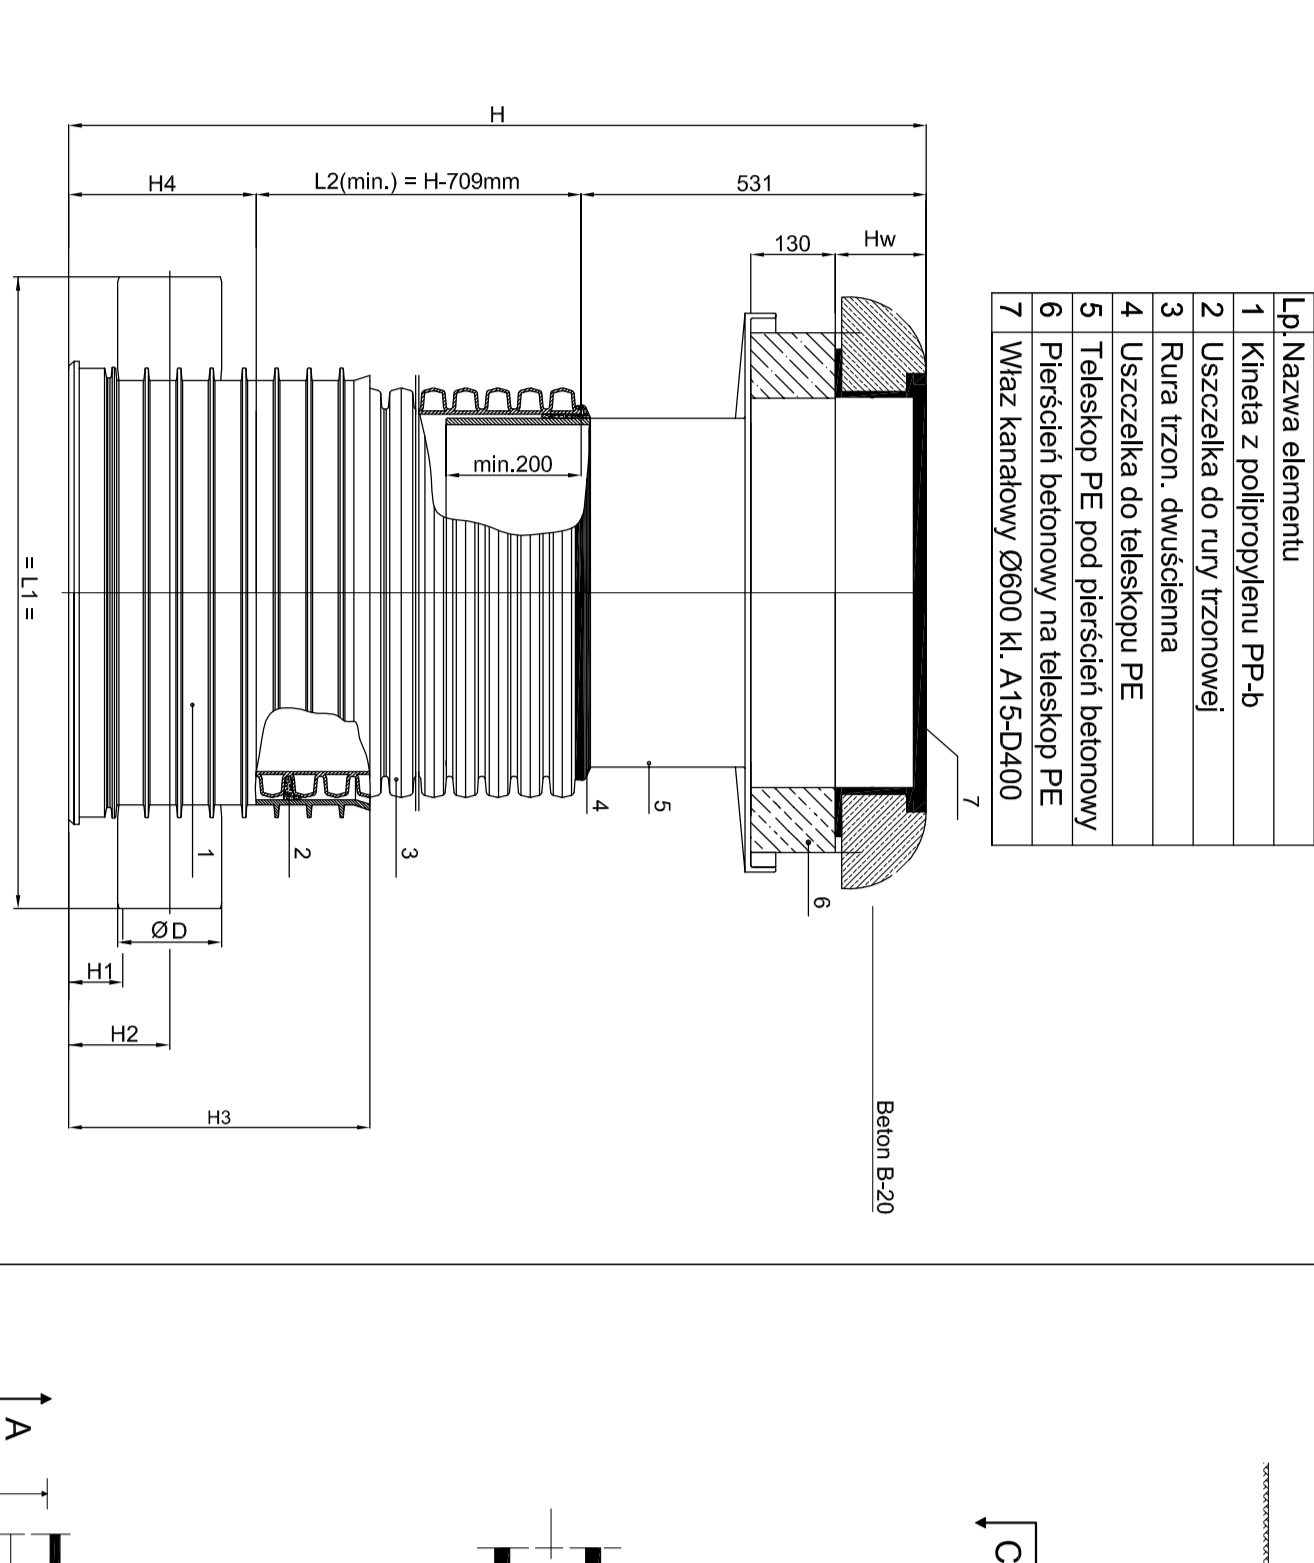 Lp. Nazwa elementu
1 Kineta z polipropylenu PP-b
2 Uszczelka do rury trzonowej
3 Rura trzon. dwuścienna
4 Uszczelka do teleskopu PE
5 Teleskop PE pod pierścień betonowy
6 Pierścień betonowy na teleskop PE
7 Właz kanałowy Ø600 kl. A15-D400
H
H4
L2(min.) = H-709mm
531
130
Hw
min.200
= L1 =
7
6
5
4
3
2
1
ØD
H1
H2
H3
Beton B-20
A
C